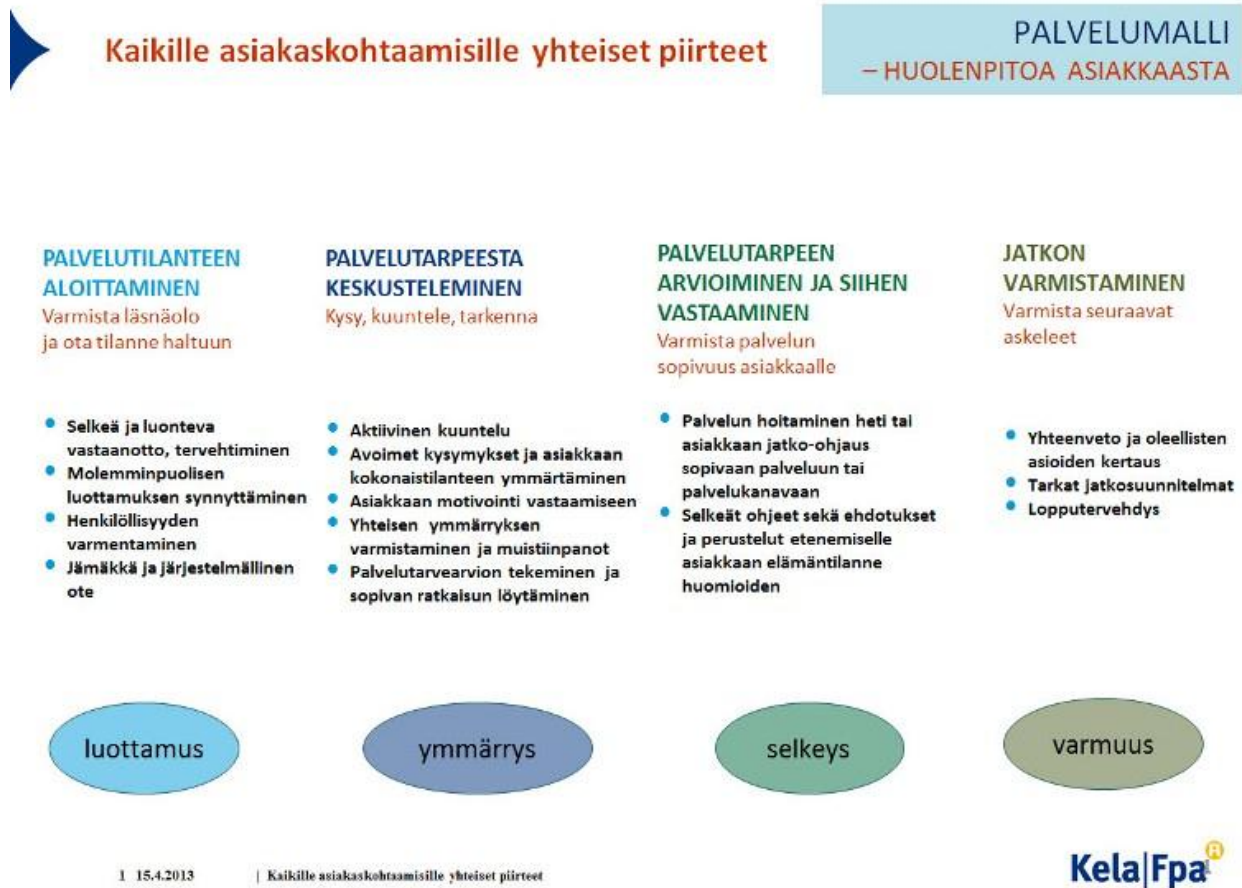 Kaikille asiakaskohtaamisille yhteiset piirteet
PALVELUMALLI
– HUOLENPITOA ASIAKKAASTA
PALVELUTILANTEEN
ALOITTAMINEN
Varmista läsnäolo
ja ota tilanne haltuun
• Selkeä ja luonteva
vastaanotto, tervehtiminen
• Molemminpuolisen
luottamuksen synnyttäminen
• Henkilöllisyyden
varmentaminen
• Jämäkkä ja järjestelmällinen
ote
luottamus
PALVELUTARPEESTA
KESKUSTELEMINEN
Kysy, kuuntele, tarkenna
• Aktiivinen kuuntelu
• Avoimet kysymykset ja asiakkaan
kokonaistilanteen ymmärtäminen
• Asiakkaan motivointi vastaamiseen
• Yhteisen ymmärryksen
varmistaminen ja muistiinpanot
• Palvelutarvearvion tekeminen ja
sopivan ratkaisun löytäminen
ymmärrys
PALVELUTARPEEN
ARVIOIMINEN JA SIIHEN
VASTAAMINEN
Varmista palvelun
sopivuus asiakkaalle
• Palvelun hoitaminen heti tai
asiakkaan jatko-ohjaus
sopivaan palveluun tai
palvelukanavaan
• Selkeät ohjeet sekä ehdotukset
ja perustelut etenemiselle
asiakkaan elämäntilanne
huomioiden
selkeys
JATKON
VARMISTAMINEN
Varmista seuraavat
askeleet
• Yhteenveto ja oleellisten
asioiden kertaus
• Tarkat jatkosuunnitelmat
• Lopputervehdys
varmuus
1 15.4.2013 | Kaikille asiakaskohtaamisille yhteiset piirteet
Kela|Fpa